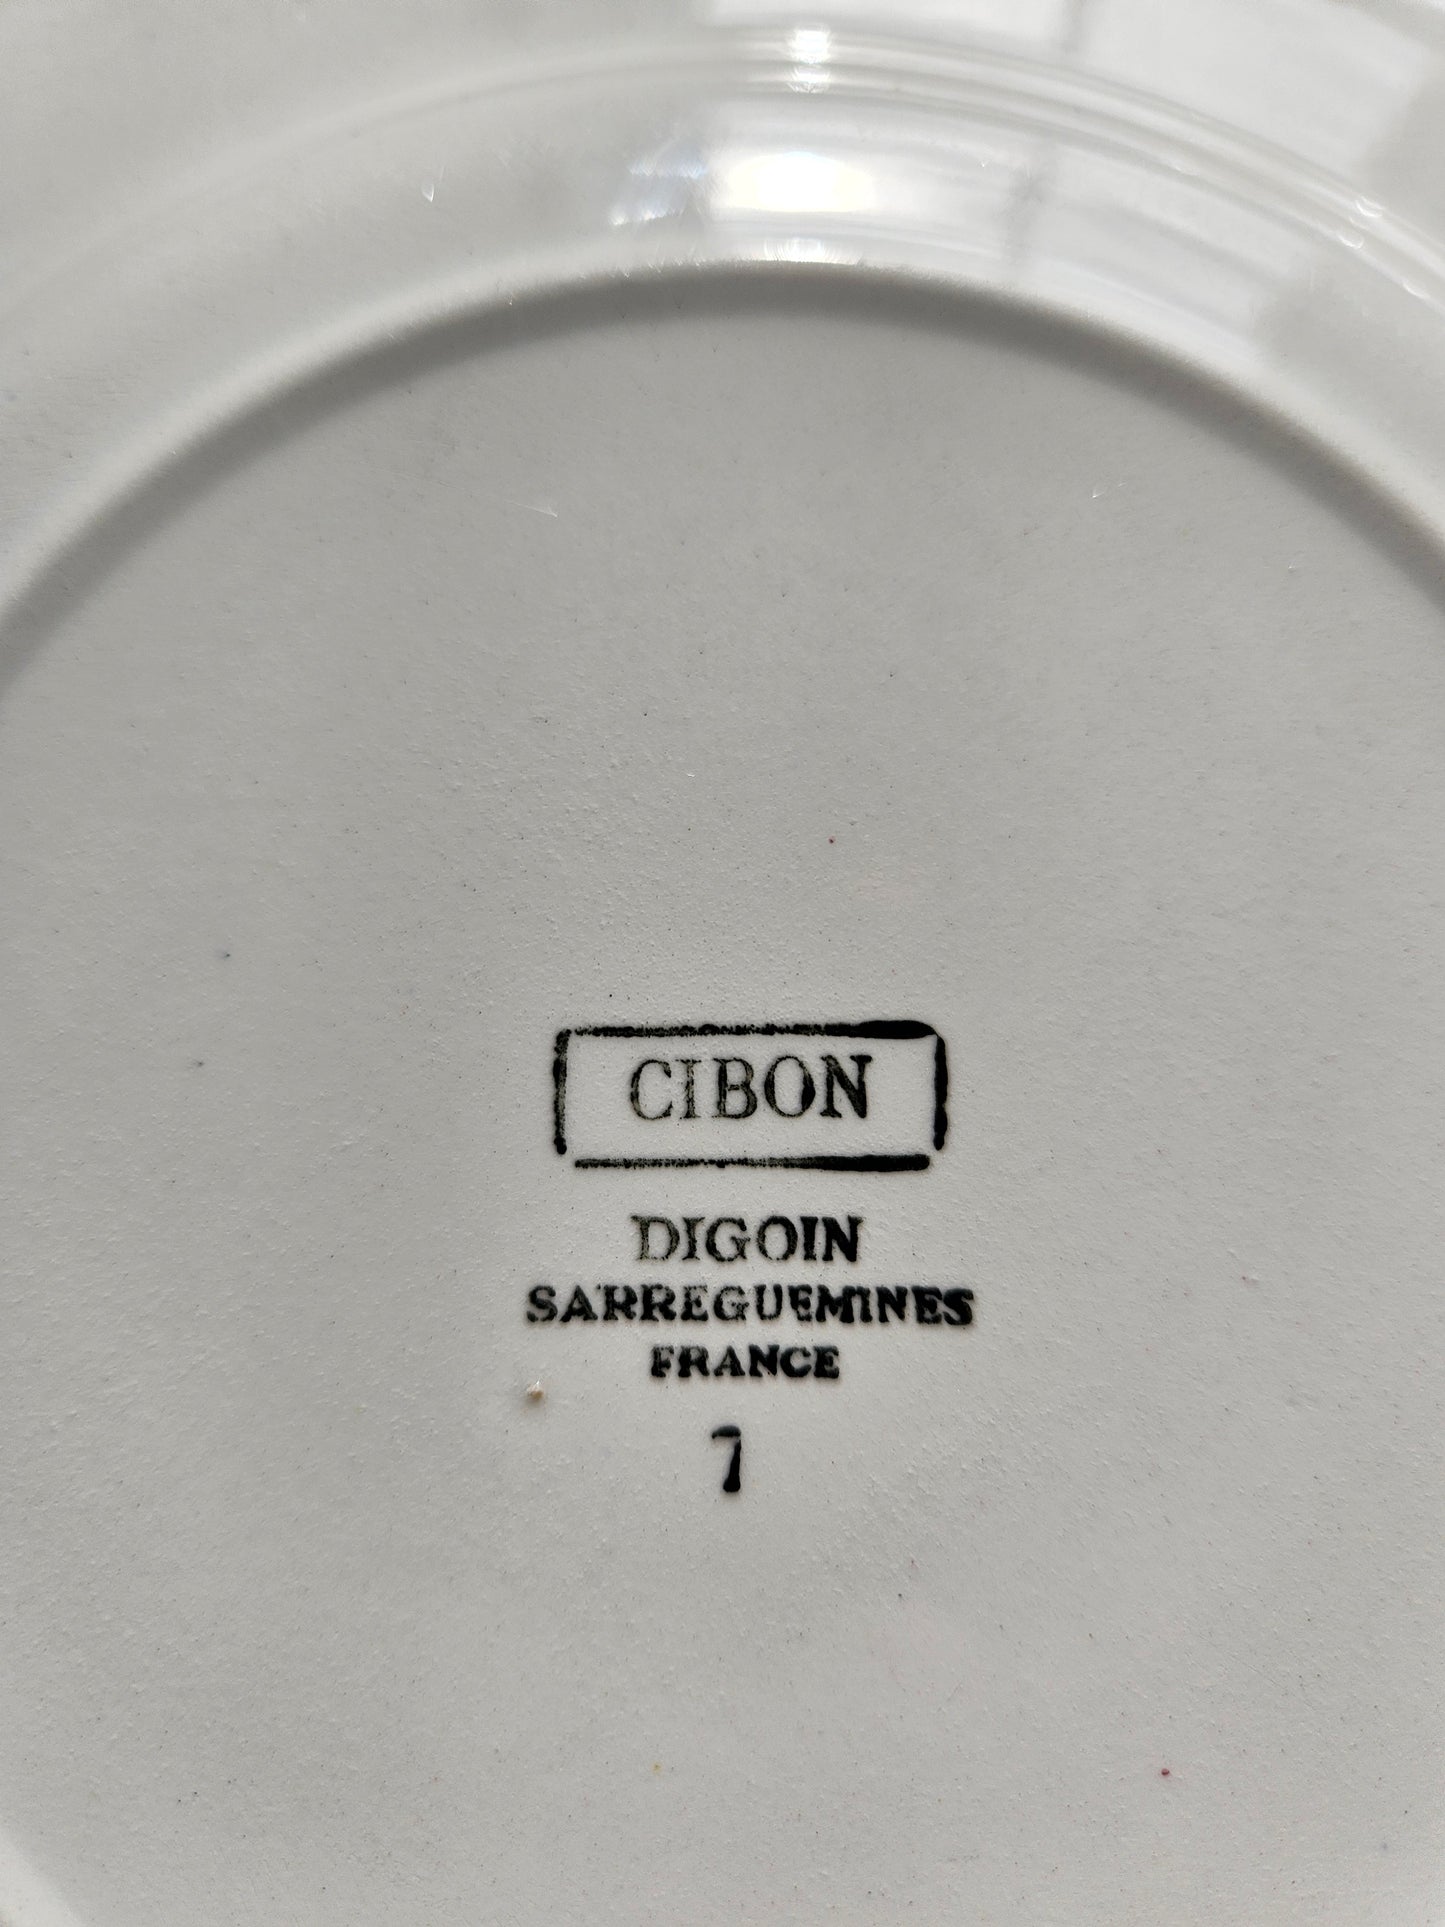 CIBON
DIGOIN
SARREGUEMINES
FRANCE
7